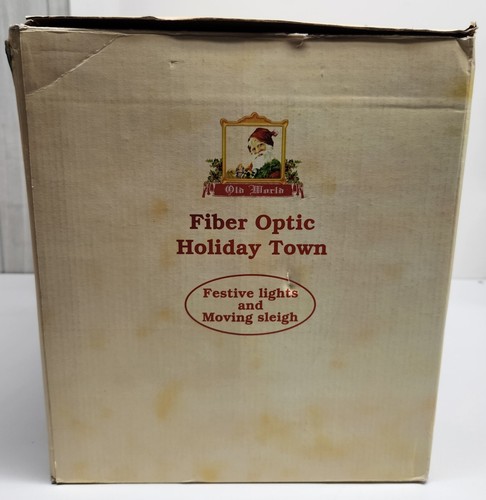 Old World
Fiber Optic
Holiday Town
Festive lights
and
Moving sleigh